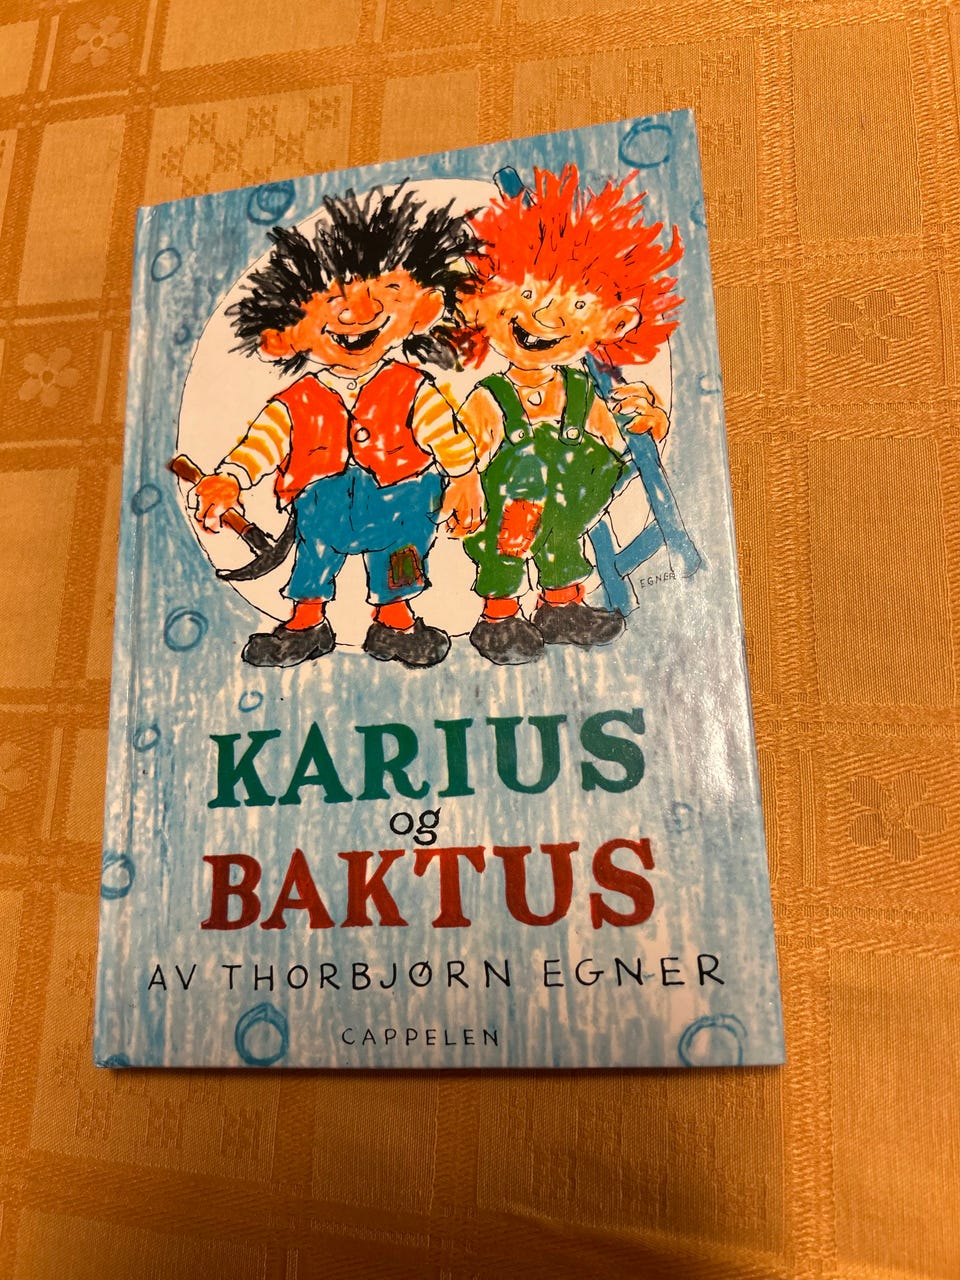 EGNER
KARIUS
og
BAKTUS
AV THORBJØRN EGNER
CAPPELEN